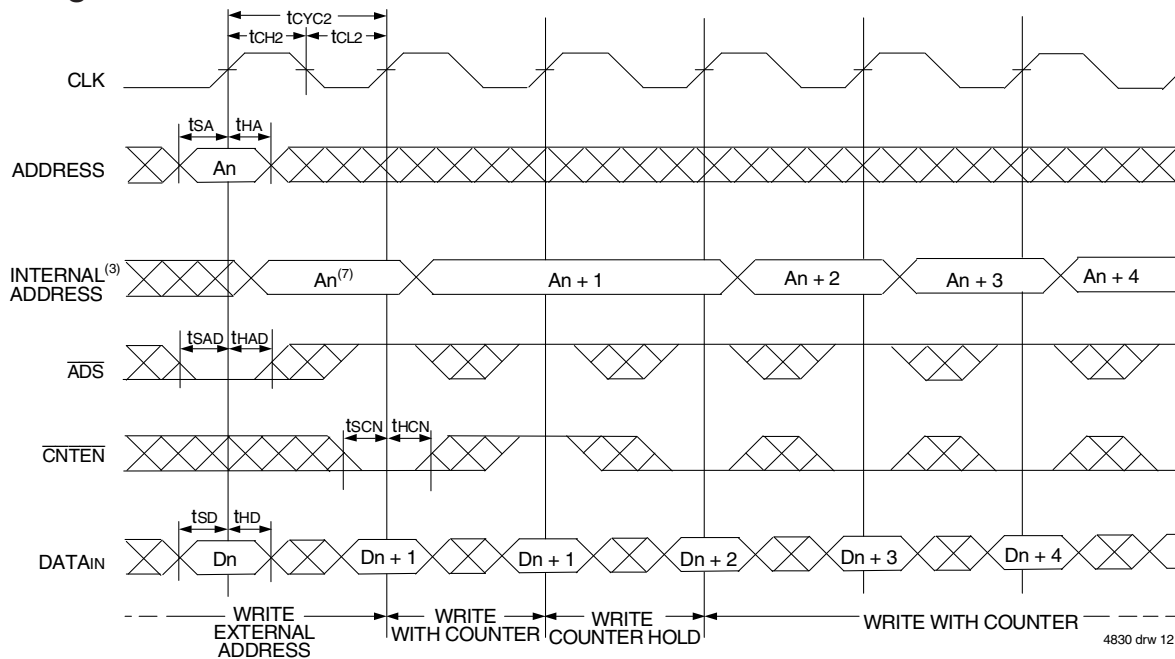 tCYC2
tCH2 tCL2
CLK
tSA tHA
ADDRESS An
INTERNAL(3) ADDRESS An(7) An + 1 An + 2 An + 3 An + 4
tSAD tHAD
ADS
tSCN tHCN
CNTEN
tSD tHD
DATAIN Dn Dn + 1 Dn + 1 Dn + 2 Dn + 3 Dn + 4
WRITE EXTERNAL ADDRESS
WRITE WITH COUNTER
WRITE COUNTER HOLD
WRITE WITH COUNTER
4830 drw 12